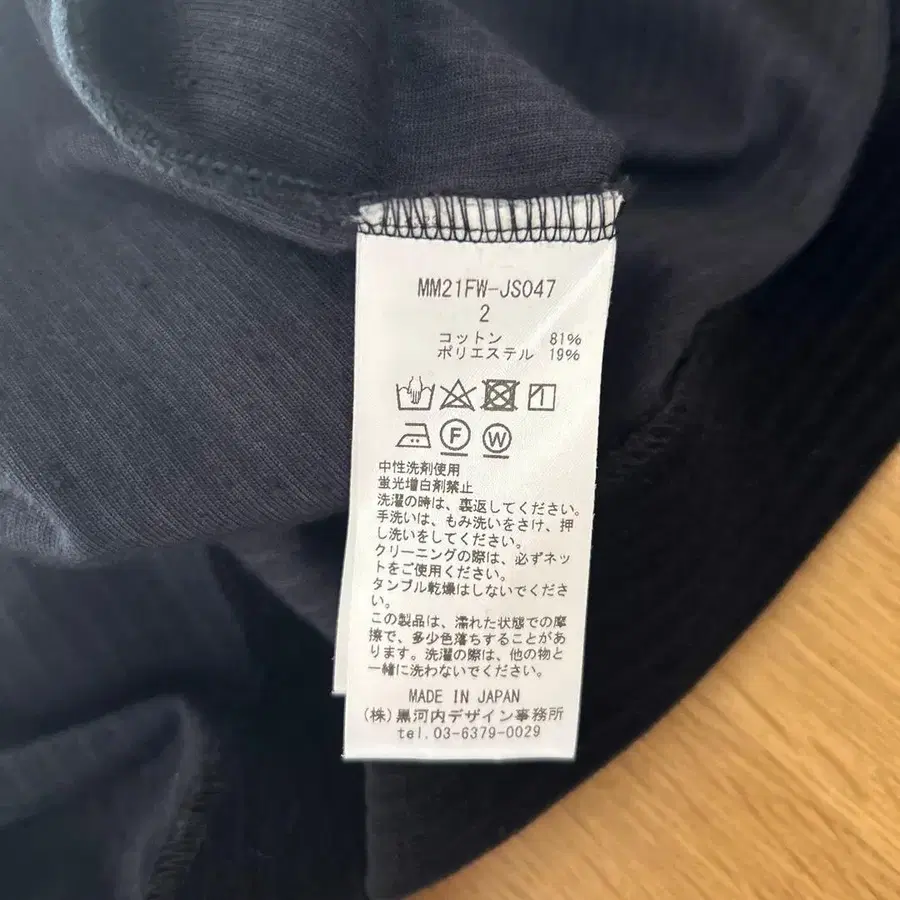 MM21FW-JS047
2
コットン 81%
ポリエステル 19%
F W
中性洗剤使用
蛍光増白剤禁止
洗濯の時は、裏返してください。
手洗いは、もみ洗いをさけ、押
し洗いをしてください。
クリーニングの際は、必ずネッ
トをご使用ください。
タンブル乾燥はしないでくださ
い。
この製品は、濡れた状態での摩
擦で、多少色落ちすることがあ
ります。洗濯の際は、他の物と
一緒に洗わないでください。
MADE IN JAPAN
(株)黒河内デザイン事務所
tel.03-6379-0029